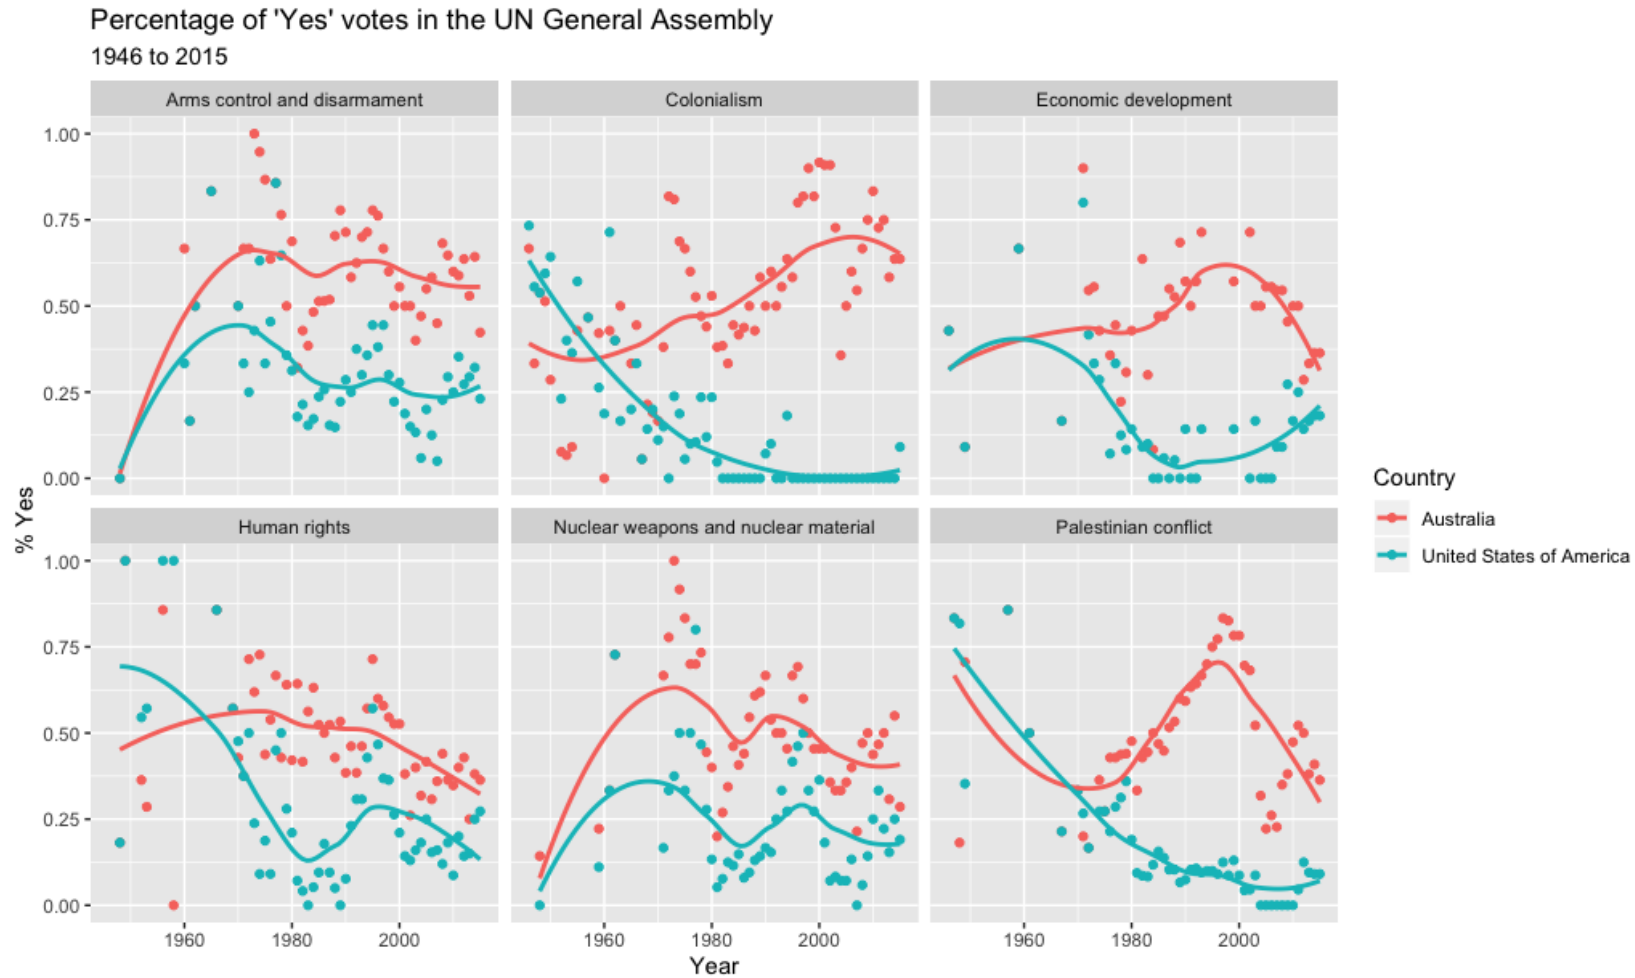 Percentage of 'Yes' votes in the UN General Assembly
1946 to 2015
Arms control and disarmament
Colonialism
Economic development
1.00
0.75
0.50
0.25
0.00
Human rights
Nuclear weapons and nuclear material
Palestinian conflict
1.00
0.75
0.50
0.25
0.00
1960 1980 2000
1960 1980 2000
1960 1980 2000
% Yes
Year
Country
Australia
United States of America